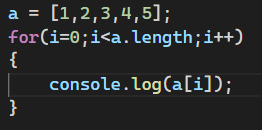 a = [1,2,3,4,5];
for(i=0;i<a.length;i++)
{
    console.log(a[i]);
}